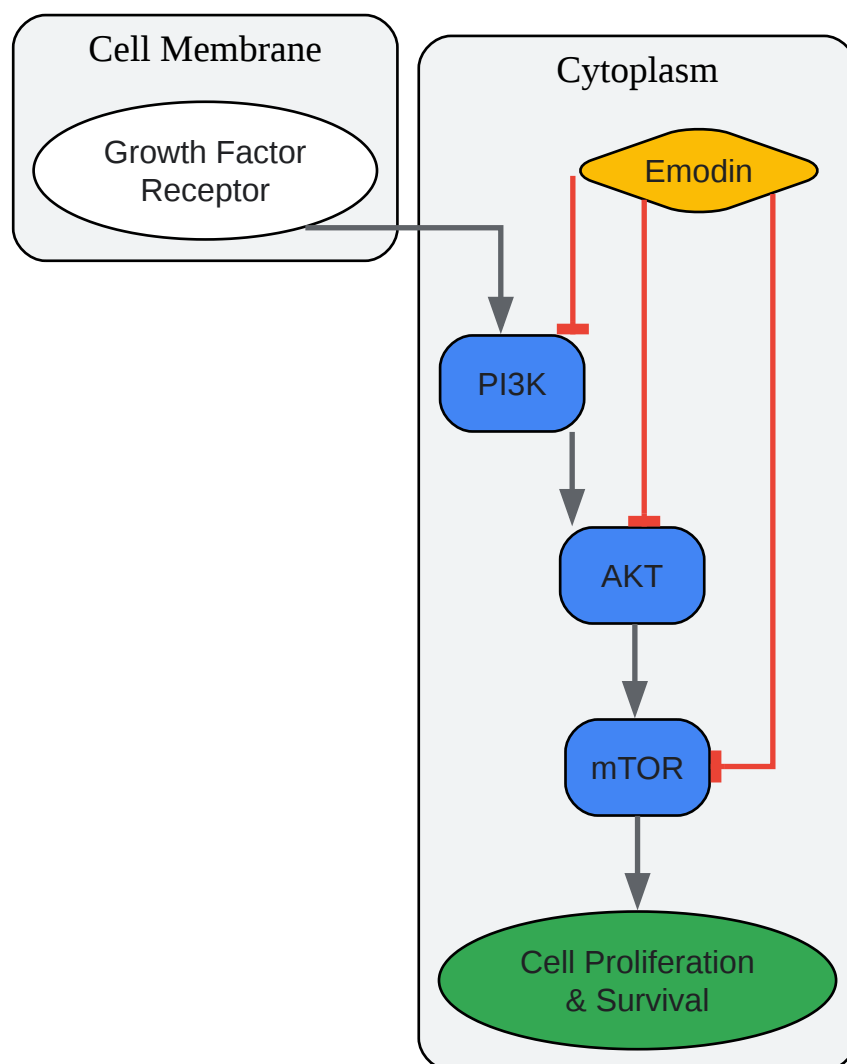 Cell Membrane
Growth Factor
Receptor
Cytoplasm
Emodin
PI3K
AKT
mTOR
Cell Proliferation
& Survival